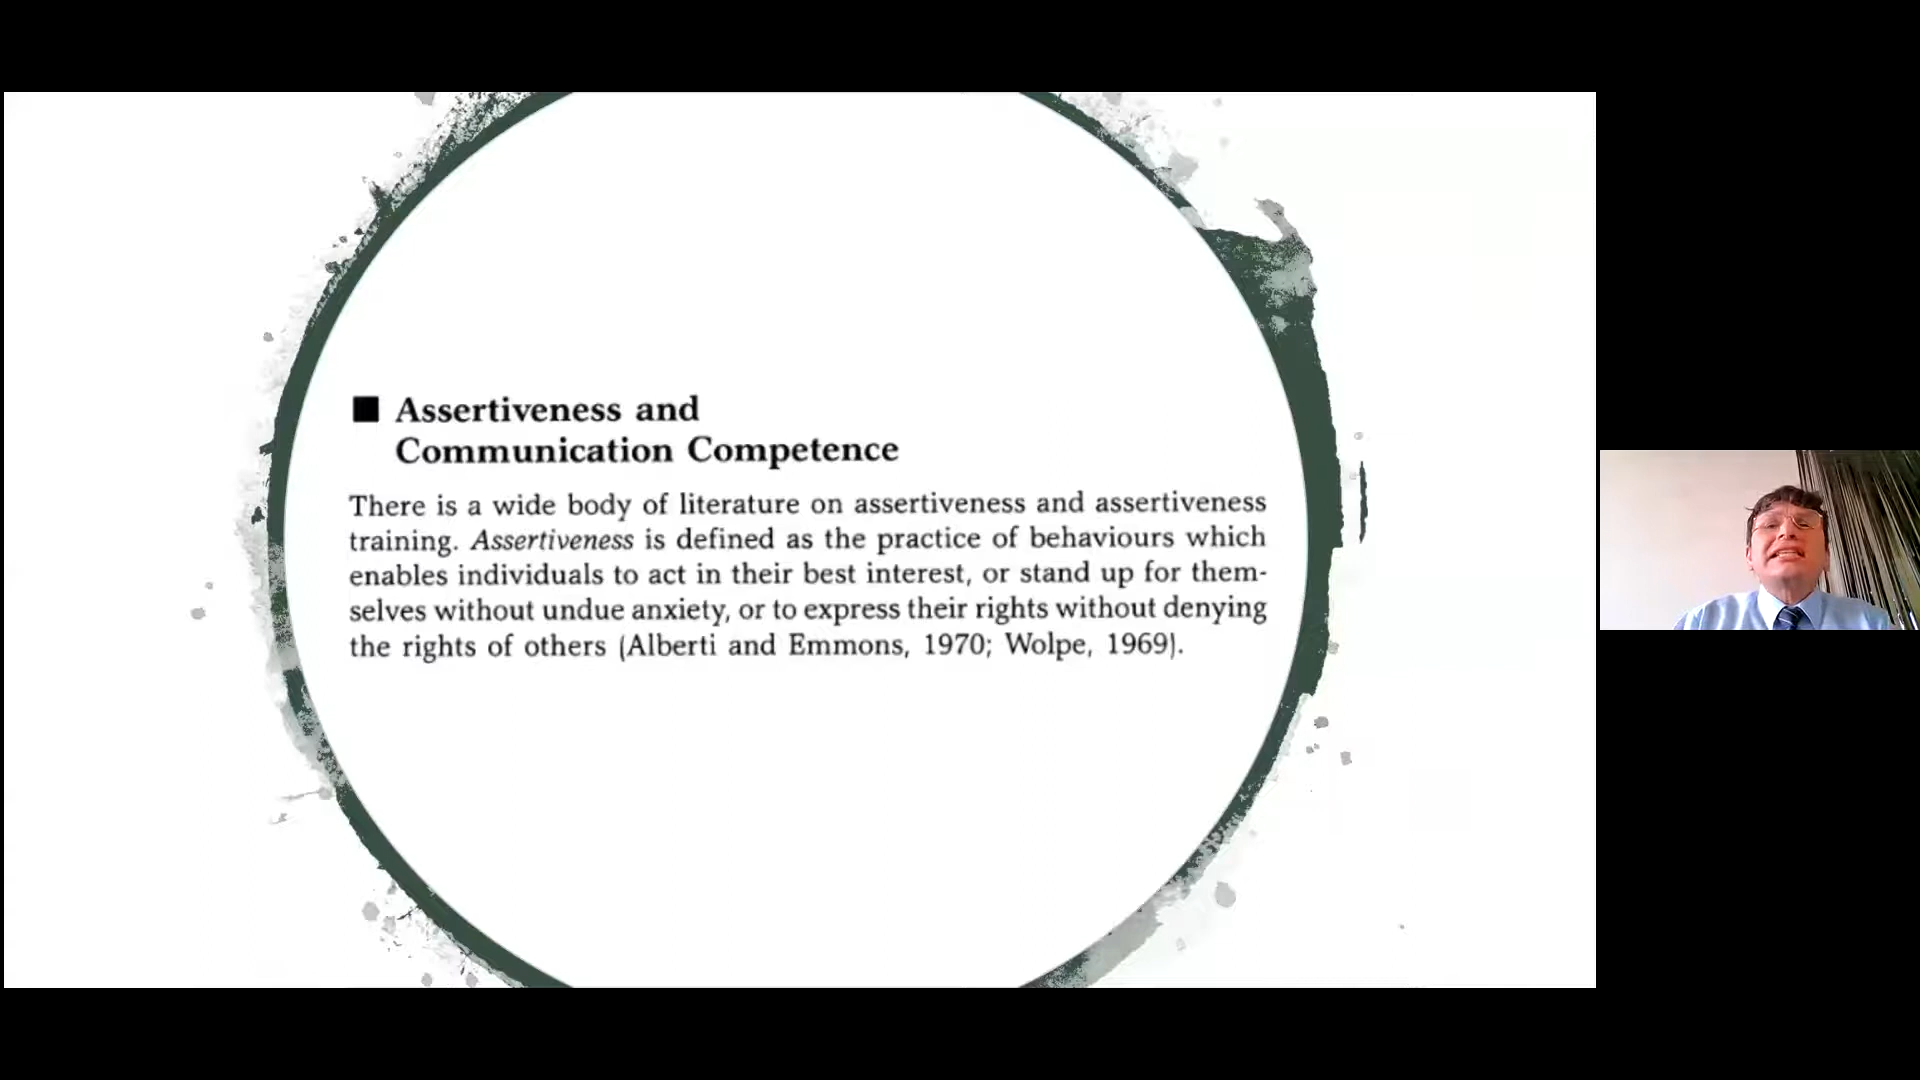 ■ Assertiveness and
Communication Competence
There is a wide body of literature on assertiveness and assertiveness
training. Assertiveness is defined as the practice of behaviours which
enables individuals to act in their best interest, or stand up for them-
selves without undue anxiety, or to express their rights without denying
the rights of others (Alberti and Emmons, 1970; Wolpe, 1969).